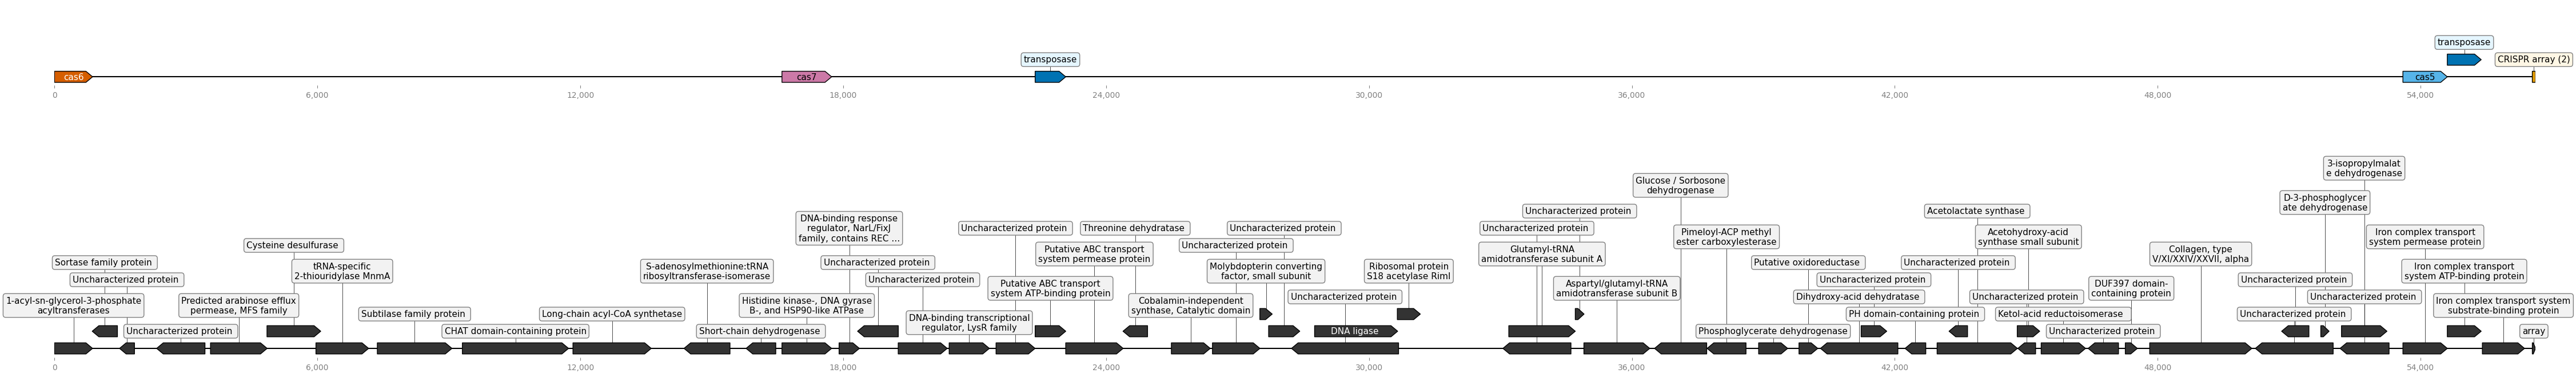 transposase
transposase
CRISPR array (2)
cas6
cas7
cas5
0
6,000
12,000
18,000
24,000
30,000
36,000
42,000
48,000
54,000
3-isopropylmalat
e dehydrogenase
Glucose / Sorbosone
dehydrogenase
D-3-phosphoglycer
ate dehydrogenase
Uncharacterized protein
Acetolactate synthase
DNA-binding response
regulator, NarL/FixJ
family, contains REC ...
Uncharacterized protein
Threonine dehydratase
Uncharacterized protein
Uncharacterized protein
Pimeloyl-ACP methyl
ester carboxylesterase
Acetohydroxy-acid
synthase small subunit
Iron complex transport
system permease protein
Cysteine desulfurase
Putative ABC transport
system permease protein
Uncharacterized protein
Glutamyl-tRNA
amidotransferase subunit A
Collagen, type
V/XI/XXIV/XXVII, alpha
Sortase family protein
tRNA-specific
2-thiouridylase MnmA
S-adenosylmethionine:tRNA
ribosyltransferase-isomerase
Uncharacterized protein
Molybdopterin converting
factor, small subunit
Ribosomal protein
S18 acetylase RimI
Putative oxidoreductase
Uncharacterized protein
Iron complex transport
system ATP-binding protein
Uncharacterized protein
Uncharacterized protein
Putative ABC transport
system ATP-binding protein
Aspartyl/glutamyl-tRNA
amidotransferase subunit B
Uncharacterized protein
DUF397 domain-
containing protein
Uncharacterized protein
1-acyl-sn-glycerol-3-phosphate
acyltransferases
Predicted arabinose efflux
permease, MFS family
Histidine kinase-, DNA gyrase
B-, and HSP90-like ATPase
Cobalamin-independent
synthase, Catalytic domain
Uncharacterized protein
Dihydroxy-acid dehydratase
Uncharacterized protein
Uncharacterized protein
Iron complex transport system
substrate-binding protein
Subtilase family protein
Long-chain acyl-CoA synthetase
DNA-binding transcriptional
regulator, LysR family
PH domain-containing protein
Ketol-acid reductoisomerase
Uncharacterized protein
Uncharacterized protein
CHAT domain-containing protein
Short-chain dehydrogenase
DNA ligase
Phosphoglycerate dehydrogenase
Uncharacterized protein
array
0
6,000
12,000
18,000
24,000
30,000
36,000
42,000
48,000
54,000